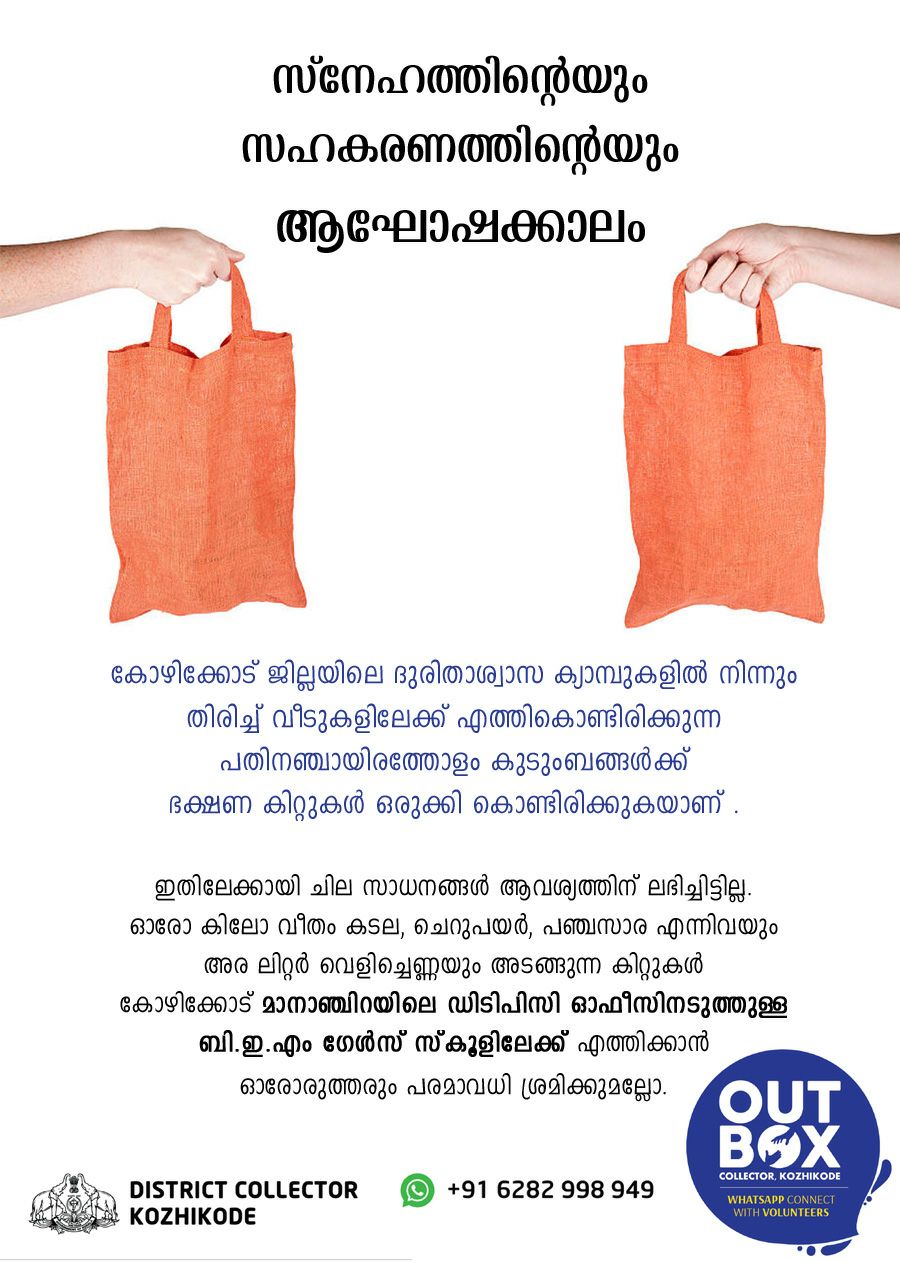 സ്നേഹത്തിന്റെയും
സഹകരണത്തിന്റെയും
ആഘോഷക്കാലം
കോഴിക്കോട് ജില്ലയിലെ ദുരിതാശ്വാസ ക്യാമ്പുകളിൽ നിന്നും
തിരിച്ച് വീടുകളിലേക്ക് എത്തികൊണ്ടിരിക്കുന്ന
പതിനഞ്ചായിരത്തോളം കുടുംബങ്ങൾക്ക്
ഭക്ഷണ കിറ്റുകൾ ഒരുക്കി കൊണ്ടിരിക്കുകയാണ് .
ഇതിലേക്കായി ചില സാധനങ്ങൾ ആവശ്യത്തിന് ലഭിച്ചിട്ടില്ല.
ഓരോ കിലോ വീതം കടല, ചെറുപയർ, പഞ്ചസാര എന്നിവയും
അര ലിറ്റർ വെളിച്ചെണ്ണയും അടങ്ങുന്ന കിറ്റുകൾ
കോഴിക്കോട് മാനാഞ്ചിറയിലെ ഡിടിപിസി ഓഫീസിനടുത്തുള്ള
ബി.ഇ.എം ഗേൾസ് സ്കൂളിലേക്ക് എത്തിക്കാൻ
ഓരോരുത്തരും പരമാവധി ശ്രമിക്കുമല്ലോ.
OUT
BOX
COLLECTOR, KOZHIKODE
WHATSAPP CONNECT
WITH VOLUNTEERS
DISTRICT COLLECTOR
KOZHIKODE
+91 6282 998 949